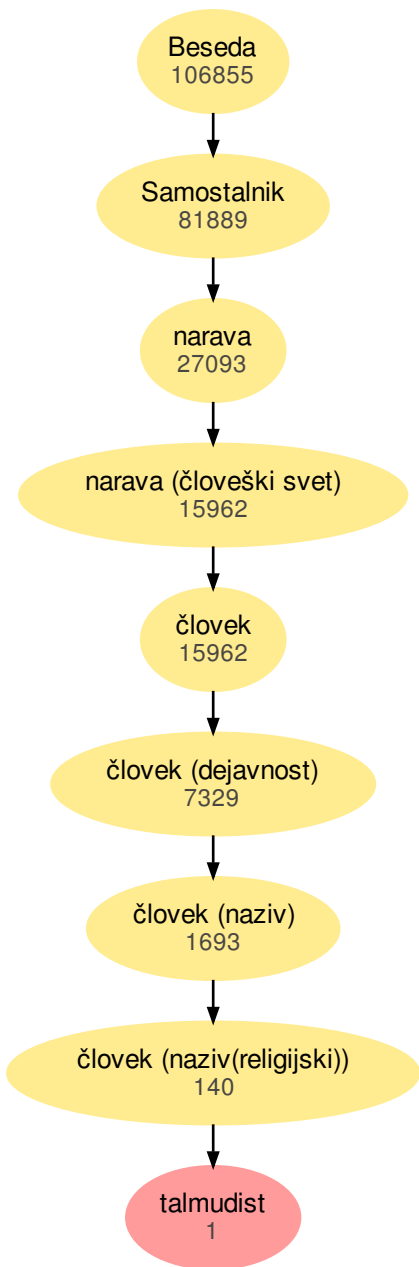 Beseda
106855
Samostalnik
81889
narava
27093
narava (človeški svet)
15962
človek
15962
človek (dejavnost)
7329
človek (naziv)
1693
človek (naziv(religijski))
140
talmudist
1